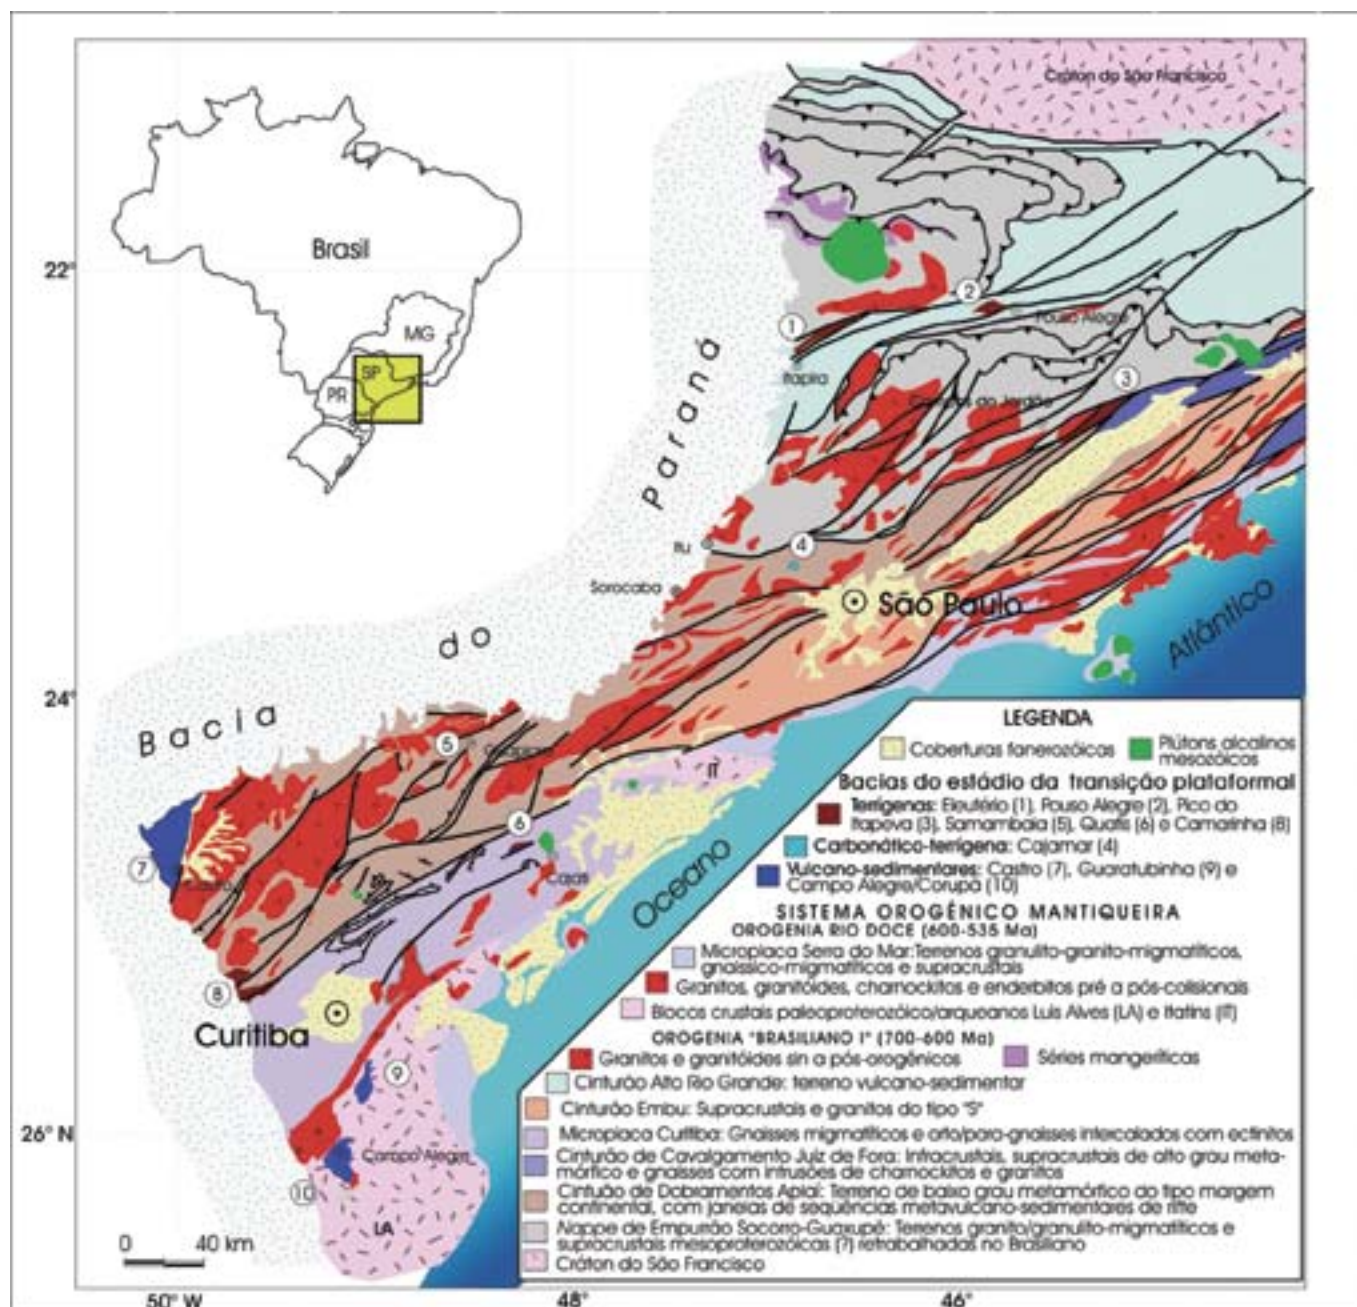 Cráton do São Francisco
Brasil
MG
SP
PR
22°
2
1
Pouso Alegre
Itapira
3
Campos do Jordão
Paraná
Itu
4
Sorocaba
São Paulo
Atlântico
do
24°
Bacia
5
IT
6
7
Cajati
Oceano
8
Curitiba
9
26° N
Campo Alegre
10
LA
0 40 km
50° W 48° 46°
LEGENDA
Coberturas fanerozóicas
Plútons alcalinos
mesozóicos
Bacias do estádio da transição plataformal
Terrígenas: Eleutério (1), Pouso Alegre (2), Pico do
Itapeva (3), Samambaia (5), Quatis (6) e Camarinha (8)
Carbonático-terrígena: Cajamar (4)
Vulcano-sedimentares: Castro (7), Guaratubinha (9) e
Campo Alegre/Corupá (10)
SISTEMA OROGÊNICO MANTIQUEIRA
OROGENIA RIO DOCE (600-535 Ma)
Microplaca Serra do Mar:Terrenos granulito-granito-migmatíticos,
gnaíssico-migmatíticos e supracrustais
Granitos, granitóides, charnockitos e enderbitos pré a pós-colisionais
Blocos crustais paleoproterozóico/arqueanos Luis Alves (LA) e Itatins (IT)
OROGENIA "BRASILIANO I" (700-600 Ma)
Granitos e granitóides sin a pós-orogênicos
Séries mangeríticas
Cinturão Alto Rio Grande: terreno vulcano-sedimentar
Cinturão Embu: Supracrustais e granitos do tipo "S"
Microplaca Curitiba: Gnaisses migmatíticos e orto/para-gnaisses intercalados com ectinitos
Cinturão de Cavalgamento Juiz de Fora: Infracrustais, supracrustais de alto grau meta-
mórfico e gnaisses com intrusões de charnockitos e granitos
Cintuão de Dobramentos Apiaí: Terreno de baixo grau metamórfico do tipo margem
continental, com janelas de seqüências metavulcano-sedimentares de rifte
Nappe de Empurrão Socorro-Guaxupé: Terrenos granito/granulito-migmatíticos e
supracrustais mesoproterozóicas (?) retrabalhadas no Brasiliano
Cráton do São Francisco